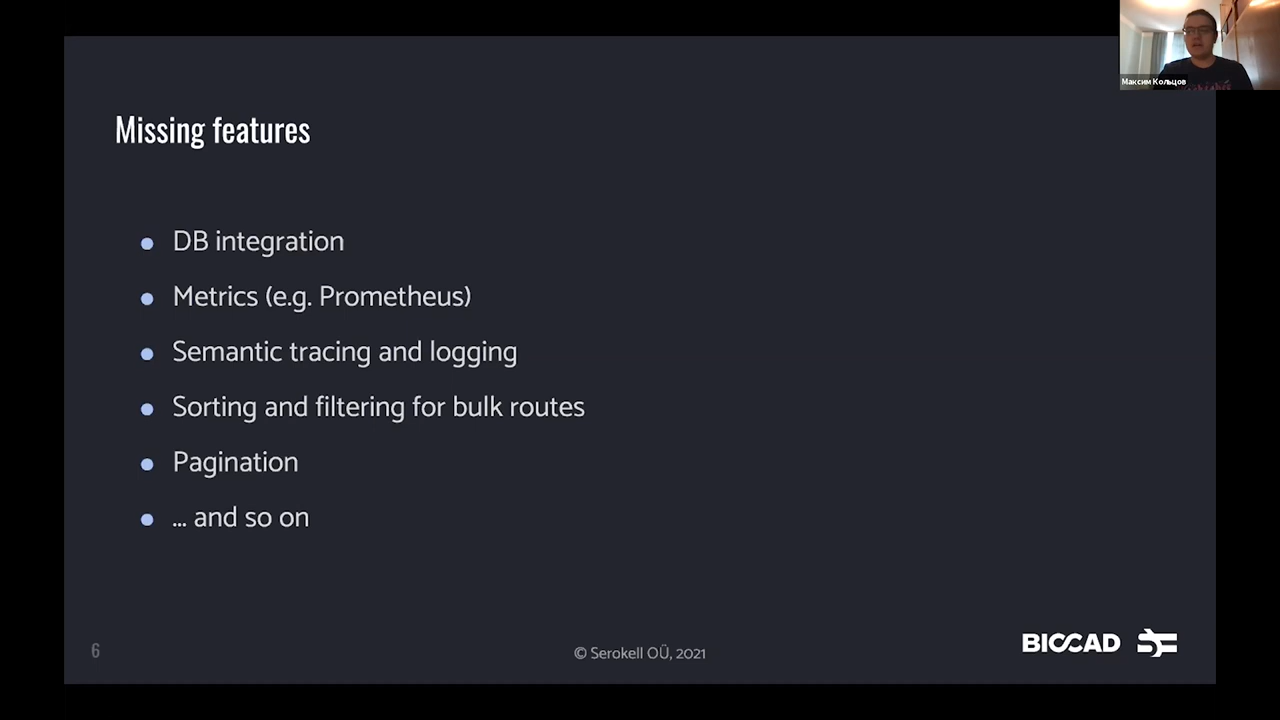 Максим Кольцов
Missing features
● DB integration
● Metrics (e.g. Prometheus)
● Semantic tracing and logging
● Sorting and filtering for bulk routes
● Pagination
● ... and so on
6
© Serokell OÜ, 2021
BIOCAD